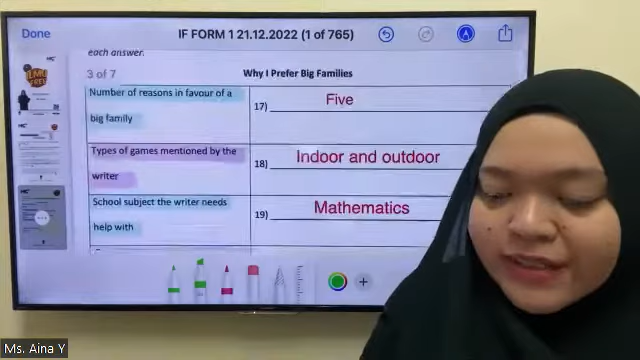 Done
IF FORM 1 21.12.2022 (1 of 765)
each answer.
3 of 7
Why I Prefer Big Families
Number of reasons in favour of a
big family
17)
Five
Types of games mentioned by the
writer
18)
Indoor and outdoor
School subject the writer needs
help with
19)
Mathematics
Ms. Aina Y